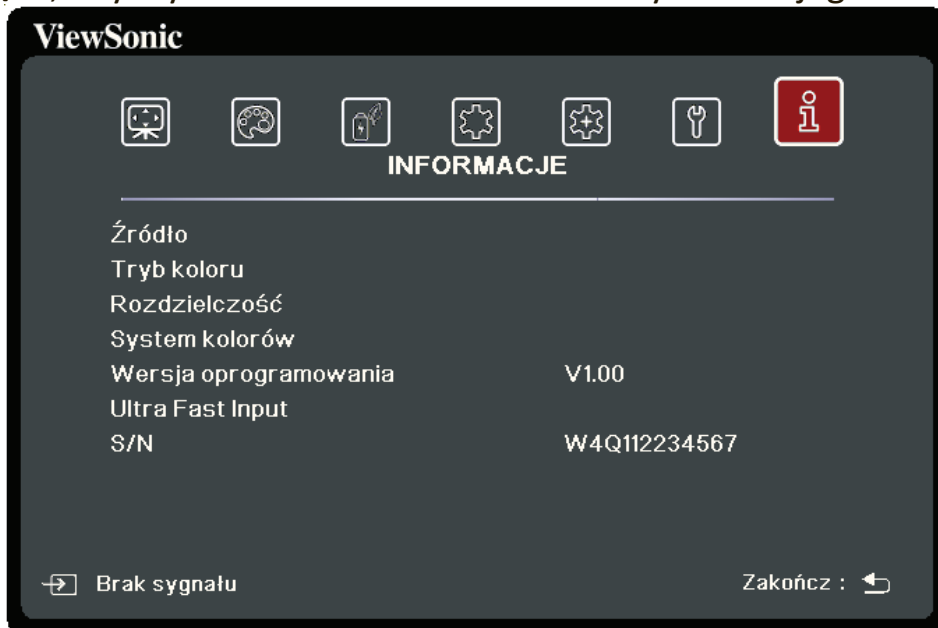 ViewSonic
INFORMACJE
Źródło
Tryb koloru
Rozdzielczość
System kolorów
Wersja oprogramowania V1.00
Ultra Fast Input
S/N W4Q112234567
Brak sygnału Zakończ :